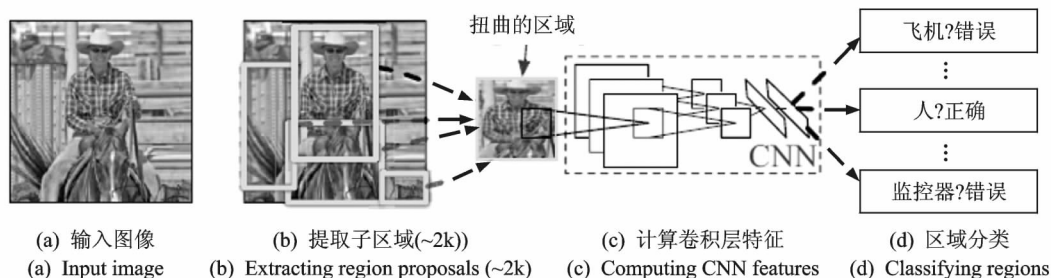 扭曲的区域
飞机?错误
⋮
人?正确
⋮
监控器?错误
CNN
(a) 输入图像
(b) 提取子区域(~2k))
(c) 计算卷积层特征
(d) 区域分类
(a) Input image
(b) Extracting region proposals (~2k)
(c) Computing CNN features
(d) Classifying regions